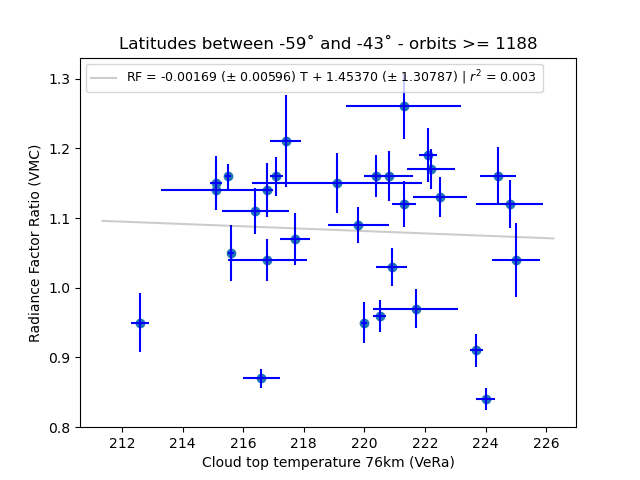 Latitudes between -59˚ and -43˚ - orbits >= 1188
RF = -0.00169 (± 0.00596) T + 1.45370 (± 1.30787) | r² = 0.003
Radiance Factor Ratio (VMC)
1.3
1.2
1.1
1.0
0.9
0.8
212 214 216 218 220 222 224 226
Cloud top temperature 76km (VeRa)